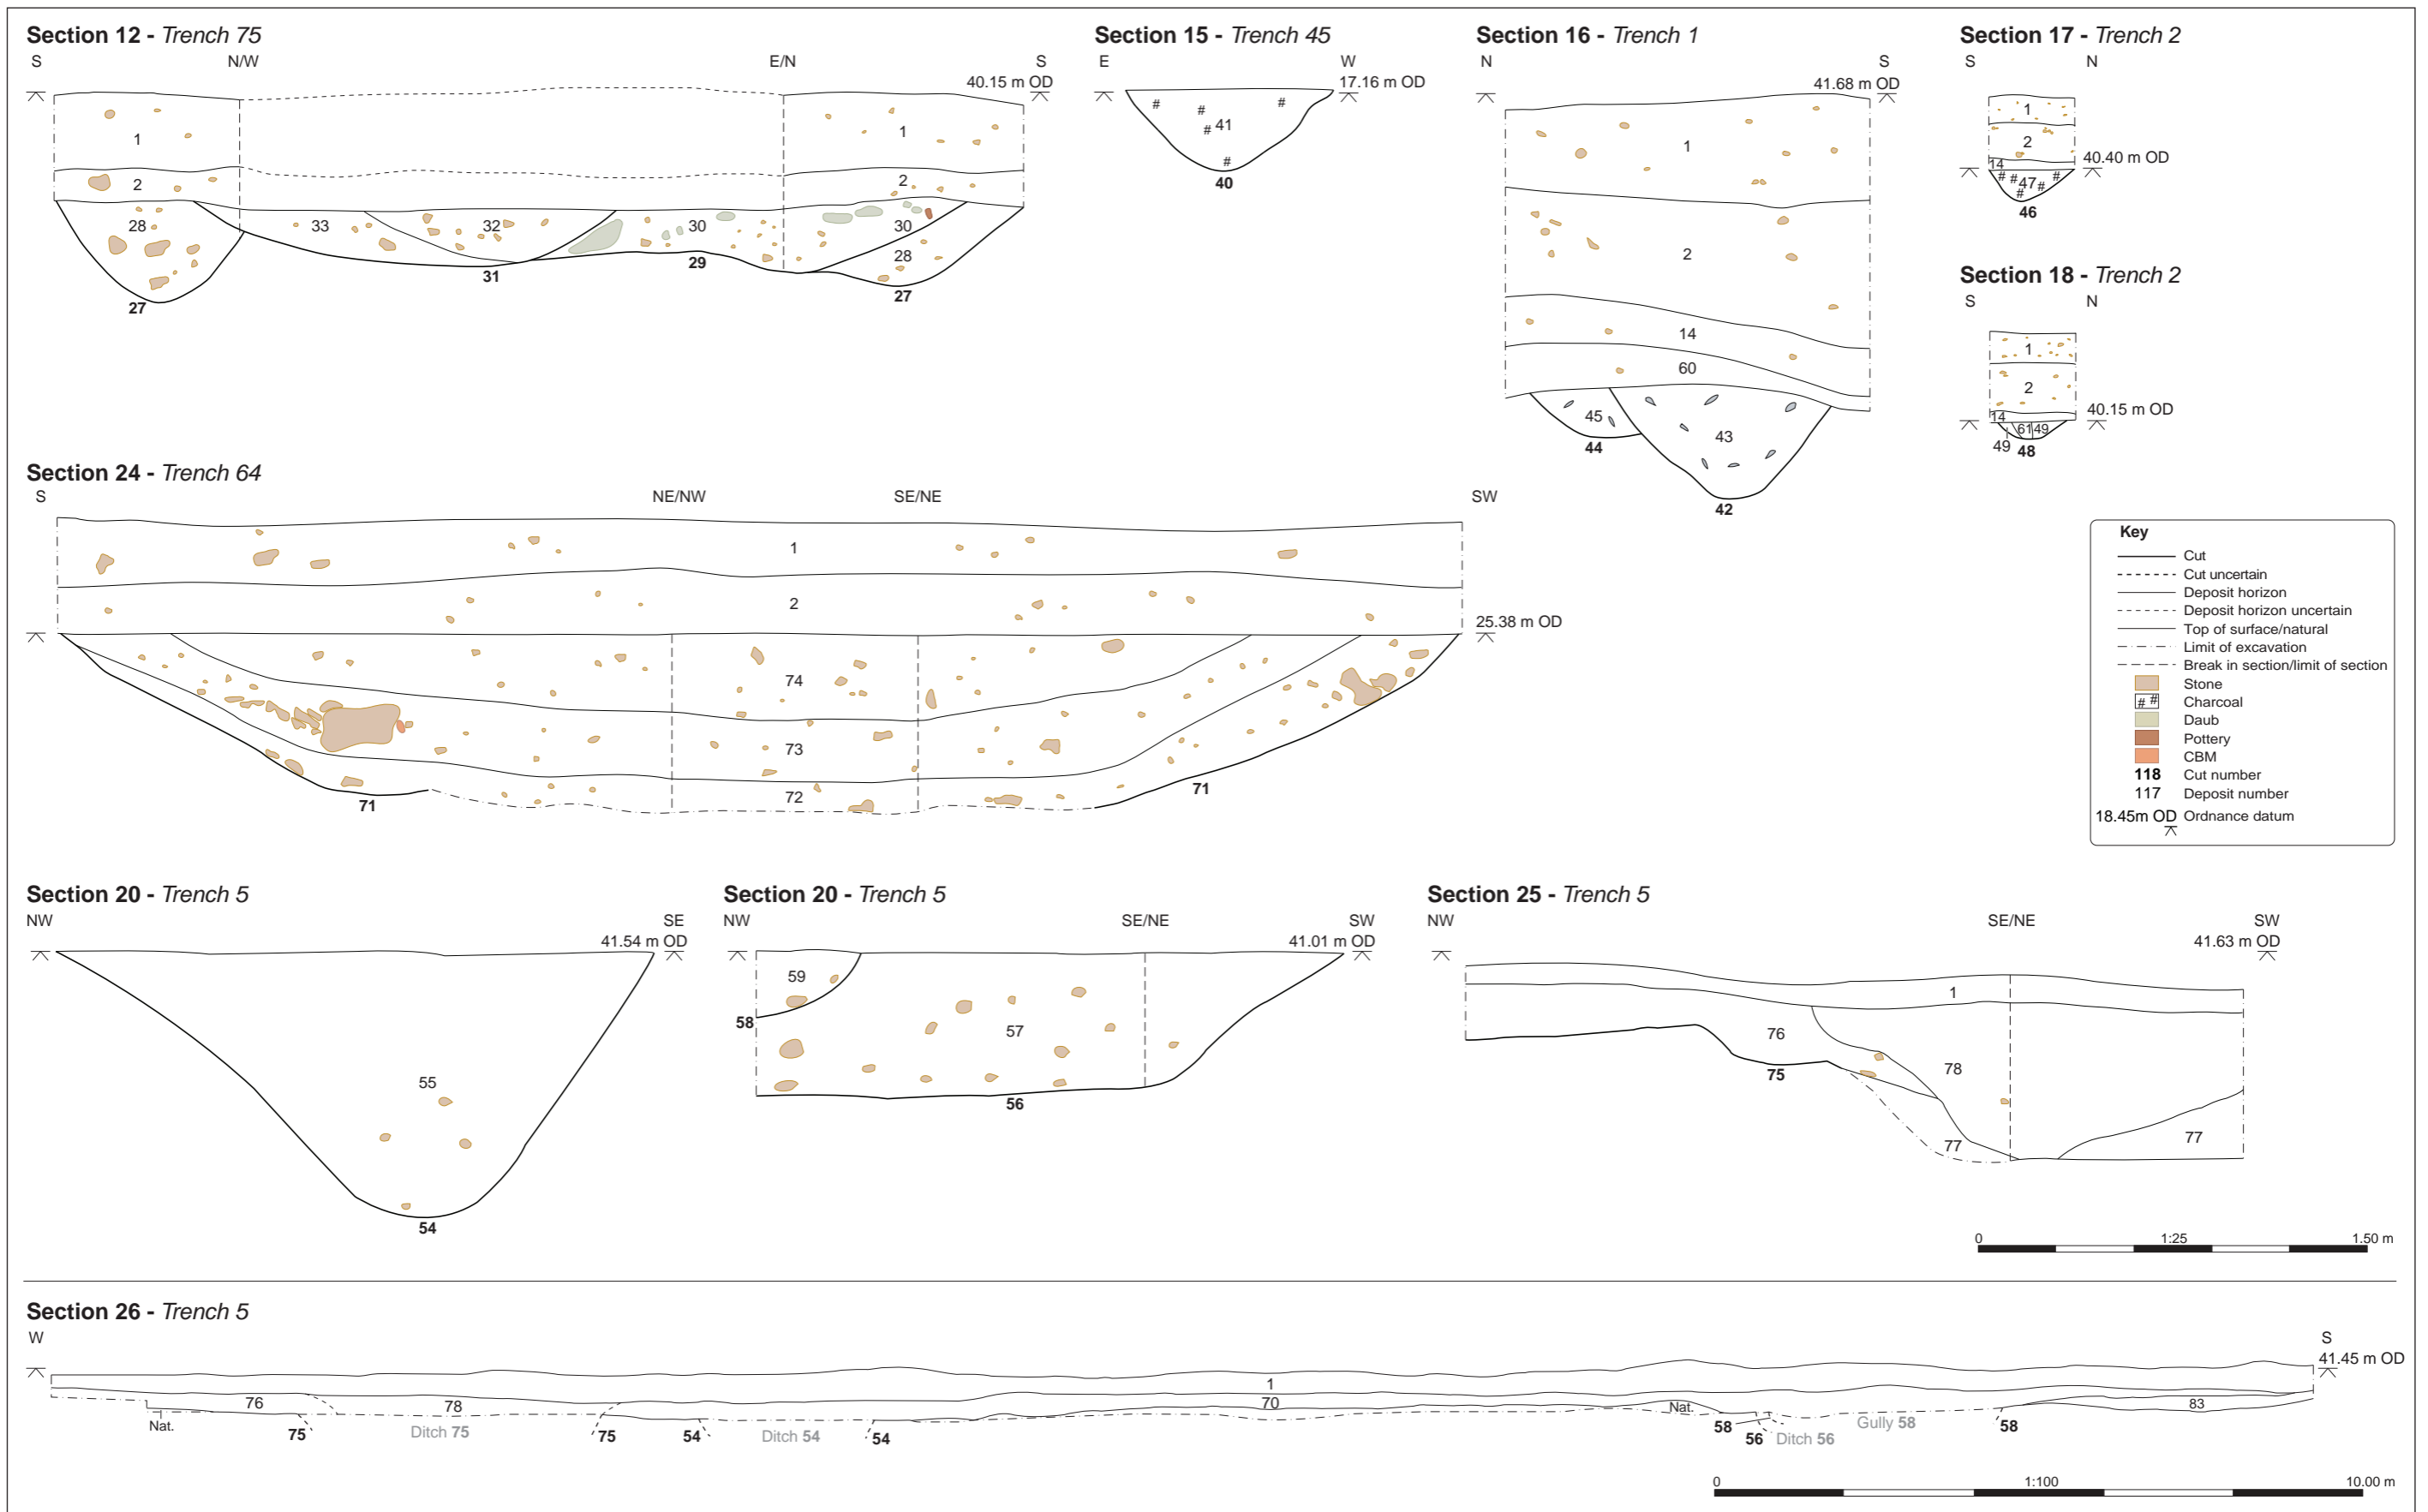 Section 12 - Trench 75
S N/W E/N S
40.15 m OD
1 1
2 2
28 33 32 30 30
28
27 31 29 27
Section 15 - Trench 45
E W
17.16 m OD
# # # # 41
#
40
Section 16 - Trench 1
N S
41.68 m OD
1
2
14
60
45 43
44
42
Section 17 - Trench 2
S N
1
2
14 40.40 m OD
# # 47 # # #
46
Section 18 - Trench 2
S N
1
2
14 40.15 m OD
61 49
49 48
Section 24 - Trench 64
S NE/NW SE/NE SW
1
2
25.38 m OD
74
73
72
71 71
Key
Cut
Cut uncertain
Deposit horizon
Deposit horizon uncertain
Top of surface/natural
Limit of excavation
Break in section/limit of section
Stone
# # Charcoal
Daub
Pottery
CBM
118 Cut number
117 Deposit number
18.45m OD Ordnance datum
Section 20 - Trench 5
NW SE
41.54 m OD
55
54
Section 20 - Trench 5
NW SE/NE SW
41.01 m OD
59
58 57
56
Section 25 - Trench 5
NW SE/NE SW
41.63 m OD
1
76
75 78
77 77
0 1:25 1.50 m
Section 26 - Trench 5
W S
41.45 m OD
1
76 78 70 83
Nat. Nat.
75 Ditch 75 75 54 Ditch 54 54 58 56 Ditch 56 Gully 58 58
0 1:100 10.00 m